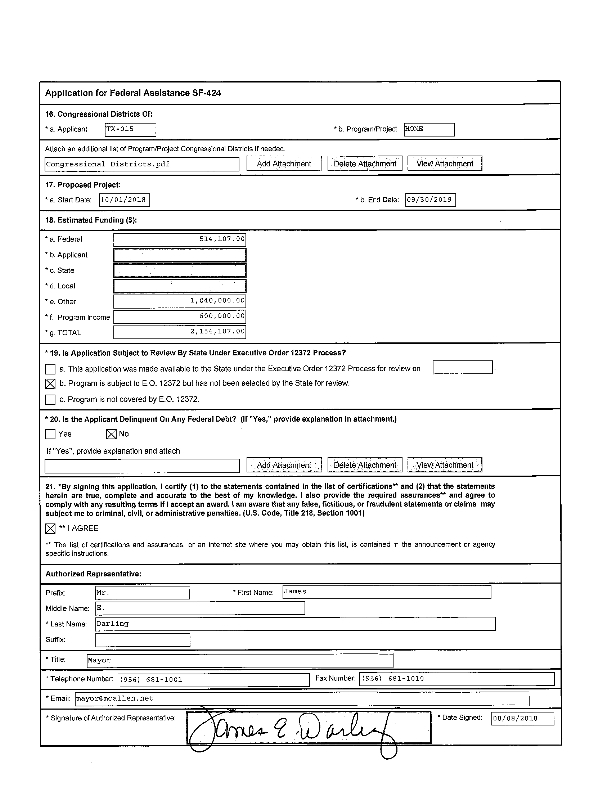 Application for Federal Assistance SF-424
16. Congressional Districts Of:
* a. Applicant TX-015 * b. Program/Project HOME
Attach an additional list of Program/Project Congressional Districts if needed.
Congressional Districts.pdf Add Attachment Delete Attachment View Attachment
17. Proposed Project:
* a. Start Date: 10/01/2018 * b. End Date: 09/30/2019
18. Estimated Funding ($):
* a. Federal 514,107.00
* b. Applicant
* c. State
* d. Local
* e. Other 1,040,000.00
* f. Program Income 600,000.00
* g. TOTAL 2,154,107.00
* 19. Is Application Subject to Review By State Under Executive Order 12372 Process?
a. This application was made available to the State under the Executive Order 12372 Process for review on
b. Program is subject to E.O. 12372 but has not been selected by the State for review.
c. Program is not covered by E.O. 12372.
* 20. Is the Applicant Delinquent On Any Federal Debt? (If "Yes," provide explanation in attachment.)
Yes No
If "Yes", provide explanation and attach
Add Attachment Delete Attachment View Attachment
21. *By signing this application, I certify (1) to the statements contained in the list of certifications** and (2) that the statements
herein are true, complete and accurate to the best of my knowledge. I also provide the required assurances** and agree to
comply with any resulting terms if I accept an award. I am aware that any false, fictitious, or fraudulent statements or claims may
subject me to criminal, civil, or administrative penalties. (U.S. Code, Title 218, Section 1001)
** I AGREE
** The list of certifications and assurances, or an internet site where you may obtain this list, is contained in the announcement or agency
specific instructions.
Authorized Representative:
Prefix: Mr. * First Name: James
Middle Name: E.
* Last Name: Darling
Suffix:
* Title: Mayor
* Telephone Number: (956) 681-1001 Fax Number: (956) 681-1010
* Email: mayor@mcallen.net
* Signature of Authorized Representative: James E Darling * Date Signed: 08/08/2018